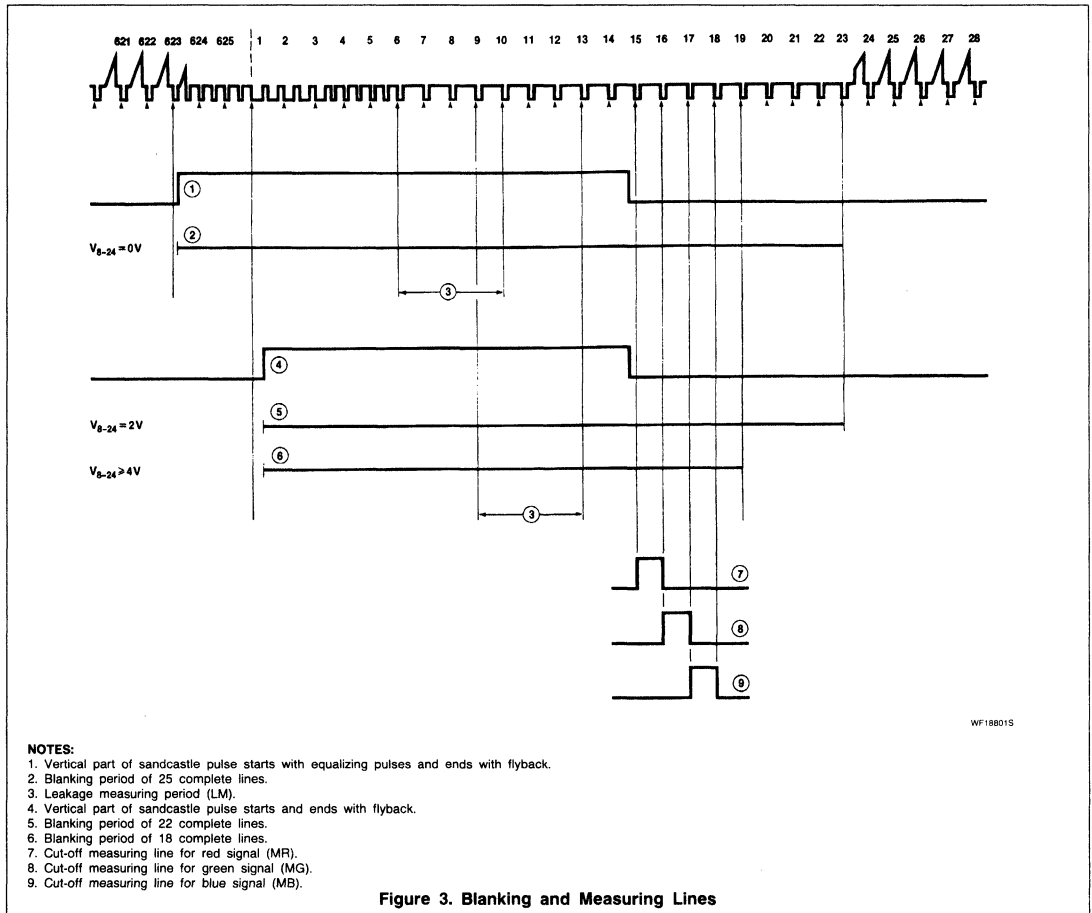 621 622 623 624 625 1 2 3 4 5 6 7 8 9 10 11 12 13 14 15 16 17 18 19 20 21 22 23 24 25 26 27 28
1
2
V8–24 = 0V
3
4
5
V8–24 = 2V
6
V8–24 ≥ 4V
3
7
8
9
WF18801S
NOTES:
1. Vertical part of sandcastle pulse starts with equalizing pulses and ends with flyback.
2. Blanking period of 25 complete lines.
3. Leakage measuring period (LM).
4. Vertical part of sandcastle pulse starts and ends with flyback.
5. Blanking period of 22 complete lines.
6. Blanking period of 18 complete lines.
7. Cut-off measuring line for red signal (MR).
8. Cut-off measuring line for green signal (MG).
9. Cut-off measuring line for blue signal (MB).
Figure 3. Blanking and Measuring Lines